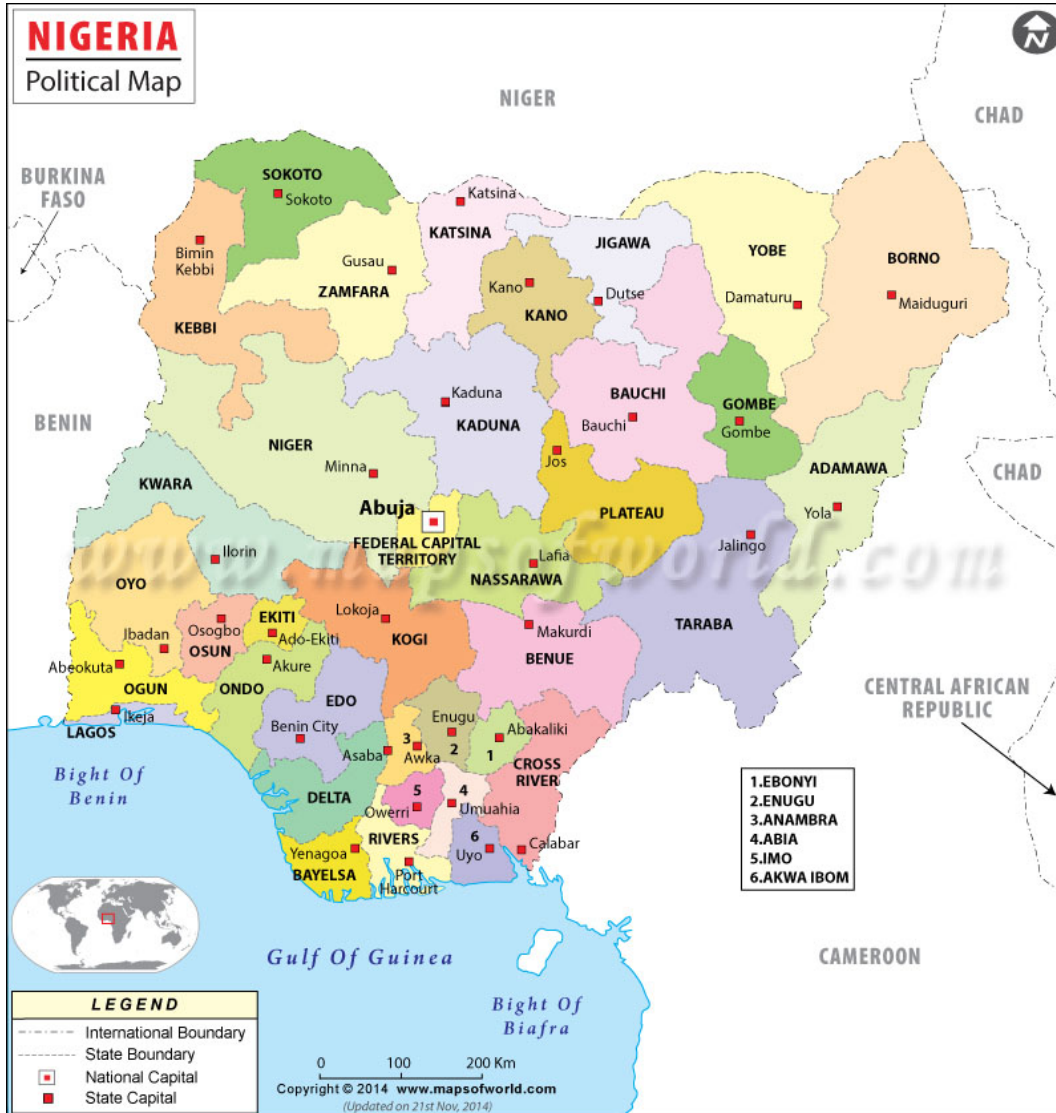 NIGERIA
Political Map
N
NIGER
CHAD
BURKINA
FASO
SOKOTO
Sokoto
Katsina
KATSINA
JIGAWA
YOBE
BORNO
Bimin
Kebbi
Gusau
ZAMFARA
Kano
KANO
Dutse
Damaturu
Maiduguri
KEBBI
BENIN
Kaduna
KADUNA
BAUCHI
Bauchi
GOMBE
Gombe
NIGER
Minna
Jos
ADAMAWA
CHAD
KWARA
Abuja
FEDERAL CAPITAL
TERRITORY
PLATEAU
Yola
Jalingo
www.mapsofworld.com
Ilorin
Lafia
NASSARAWA
OYO
Lokoja
KOGI
Makurdi
BENUE
TARABA
EKITI
Ado-Ekiti
Osogbo
OSUN
Ibadan
Akure
Abeokuta
OGUN
ONDO
EDO
CENTRAL AFRICAN
REPUBLIC
Ikeja
LAGOS
Benin City
Enugu
2
Abakaliki
1
3
Awka
Asaba
CROSS
RIVER
Bight Of
Benin
DELTA
5
Owerri
4
Umuahia
RIVERS
6
Uyo
Calabar
Yenagoa
BAYELSA
Port
Harcourt
1.EBONYI
2.ENUGU
3.ANAMBRA
4.ABIA
5.IMO
6.AKWA IBOM
Gulf Of Guinea
CAMEROON
Bight Of
Biafra
LEGEND
International Boundary
State Boundary
National Capital
State Capital
0 100 200 Km
Copyright © 2014 www.mapsofworld.com
(Updated on 21st Nov, 2014)